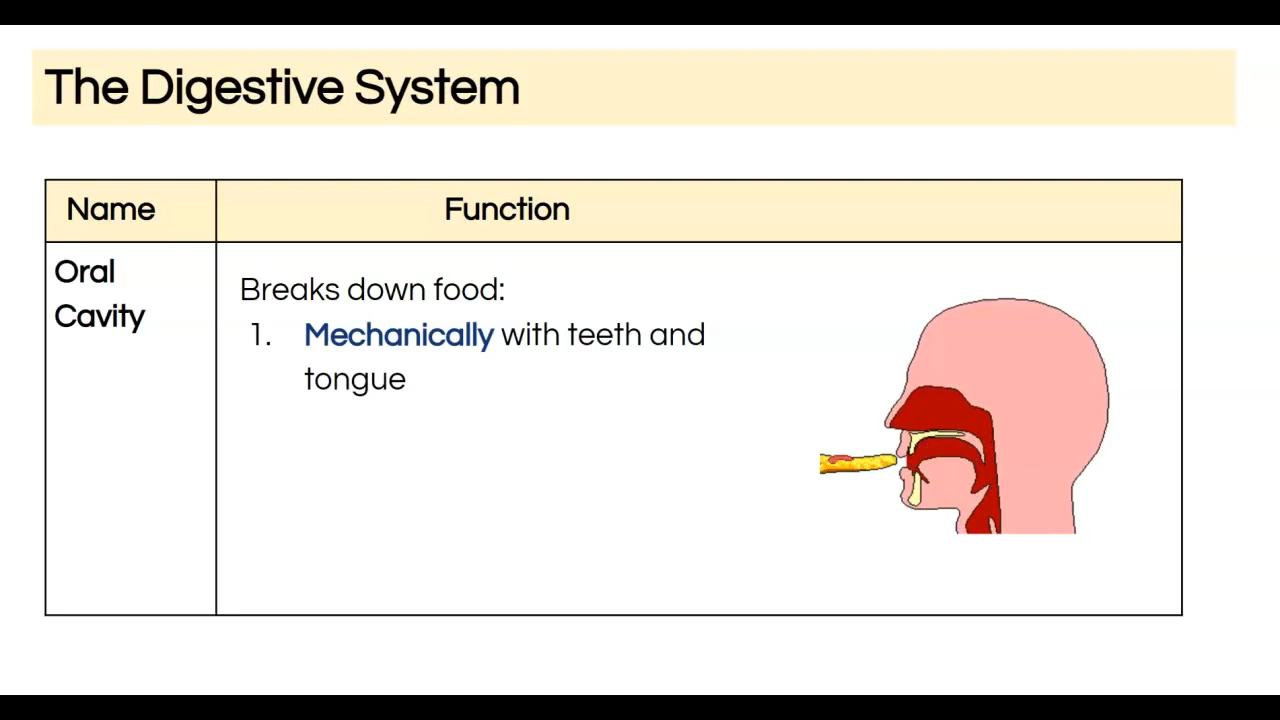 The Digestive System
Name
Function
Oral
Cavity
Breaks down food:
1. Mechanically with teeth and
tongue